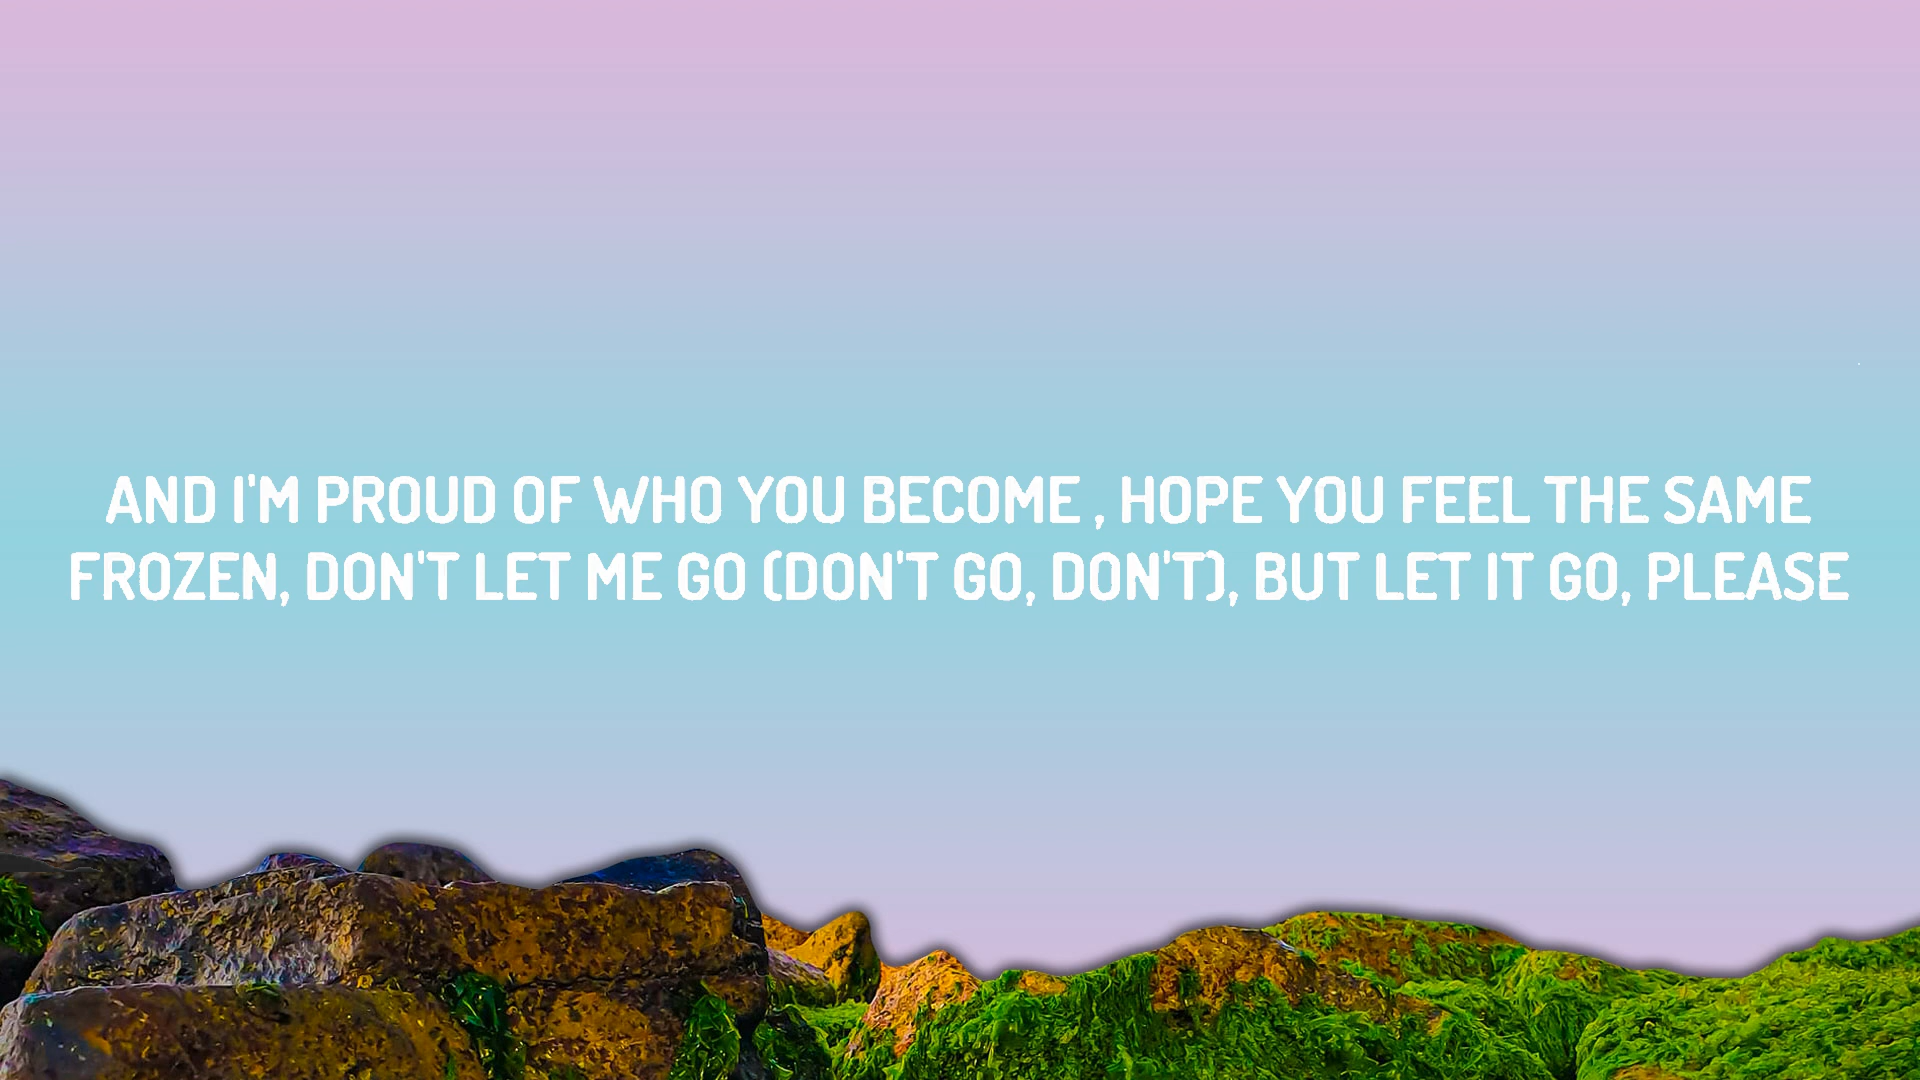 AND I'M PROUD OF WHO YOU BECOME , HOPE YOU FEEL THE SAME
FROZEN, DON'T LET ME GO (DON'T GO, DON'T), BUT LET IT GO, PLEASE